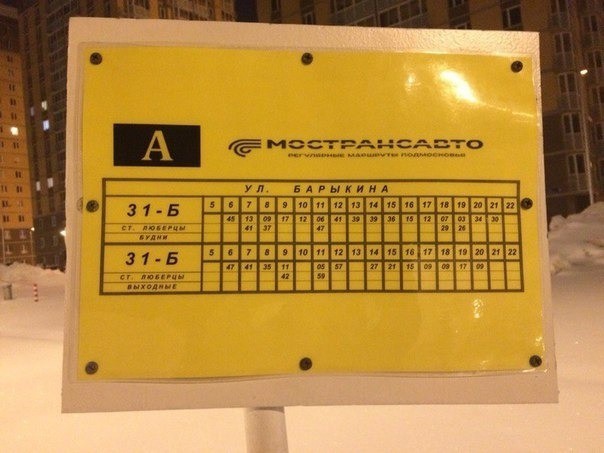 А МОСТРАНСАВТО
РЕГУЛЯРНЫЕ МАРШРУТЫ ПОДМОСКОВЬЯ
УЛ. БАРЫКИНА
31-Б 5 6 7 8 9 10 11 12 13 14 15 16 17 18 19 20 21 22
СТ. ЛЮБЕРЦЫ 45 13 09 17 12 06 47 39 39 36 15 12 07 03 34 30
БУДНИ 41 37 41 29 26
31-Б 5 6 7 8 9 10 11 12 13 14 15 16 17 18 19 20 21 22
СТ. ЛЮБЕРЦЫ 47 41 35 11 05 57 27 21 15 09 09 17 09
ВЫХОДНЫЕ 42 59